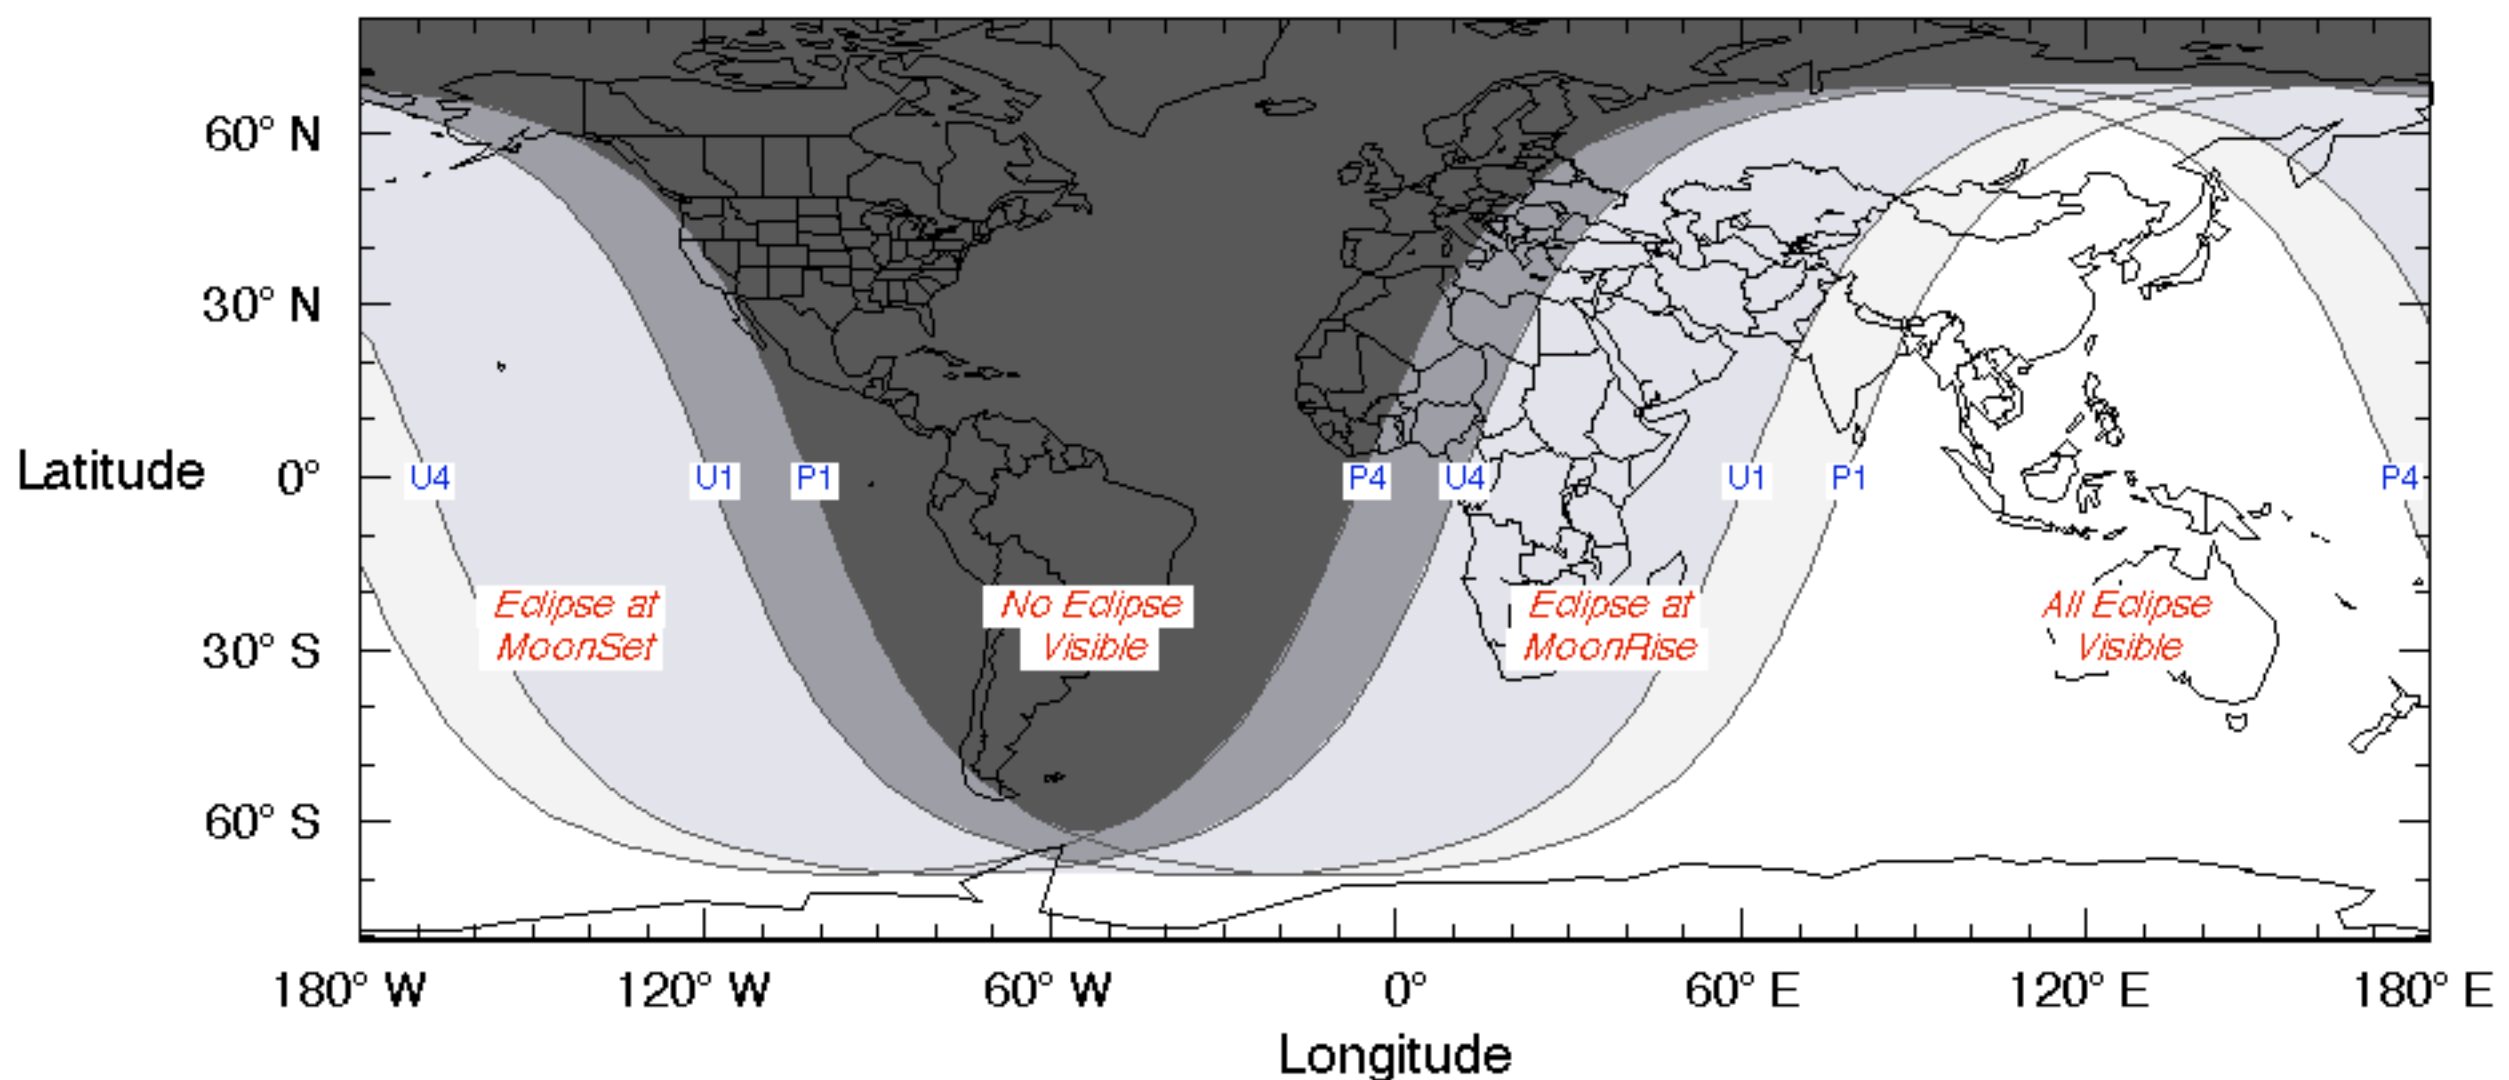 60° N
30° N
Latitude 0°
30° S
60° S
U4 U1 P1 P4 U4 U1 P1 P4
Eclipse at
MoonSet
No Eclipse
Visible
Eclipse at
MoonRise
All Eclipse
Visible
180° W 120° W 60° W 0° 60° E 120° E 180° E
Longitude